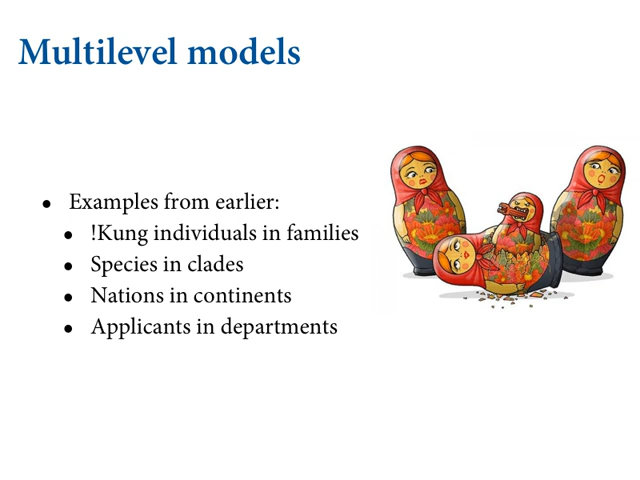 Multilevel models
• Examples from earlier:
• !Kung individuals in families
• Species in clades
• Nations in continents
• Applicants in departments